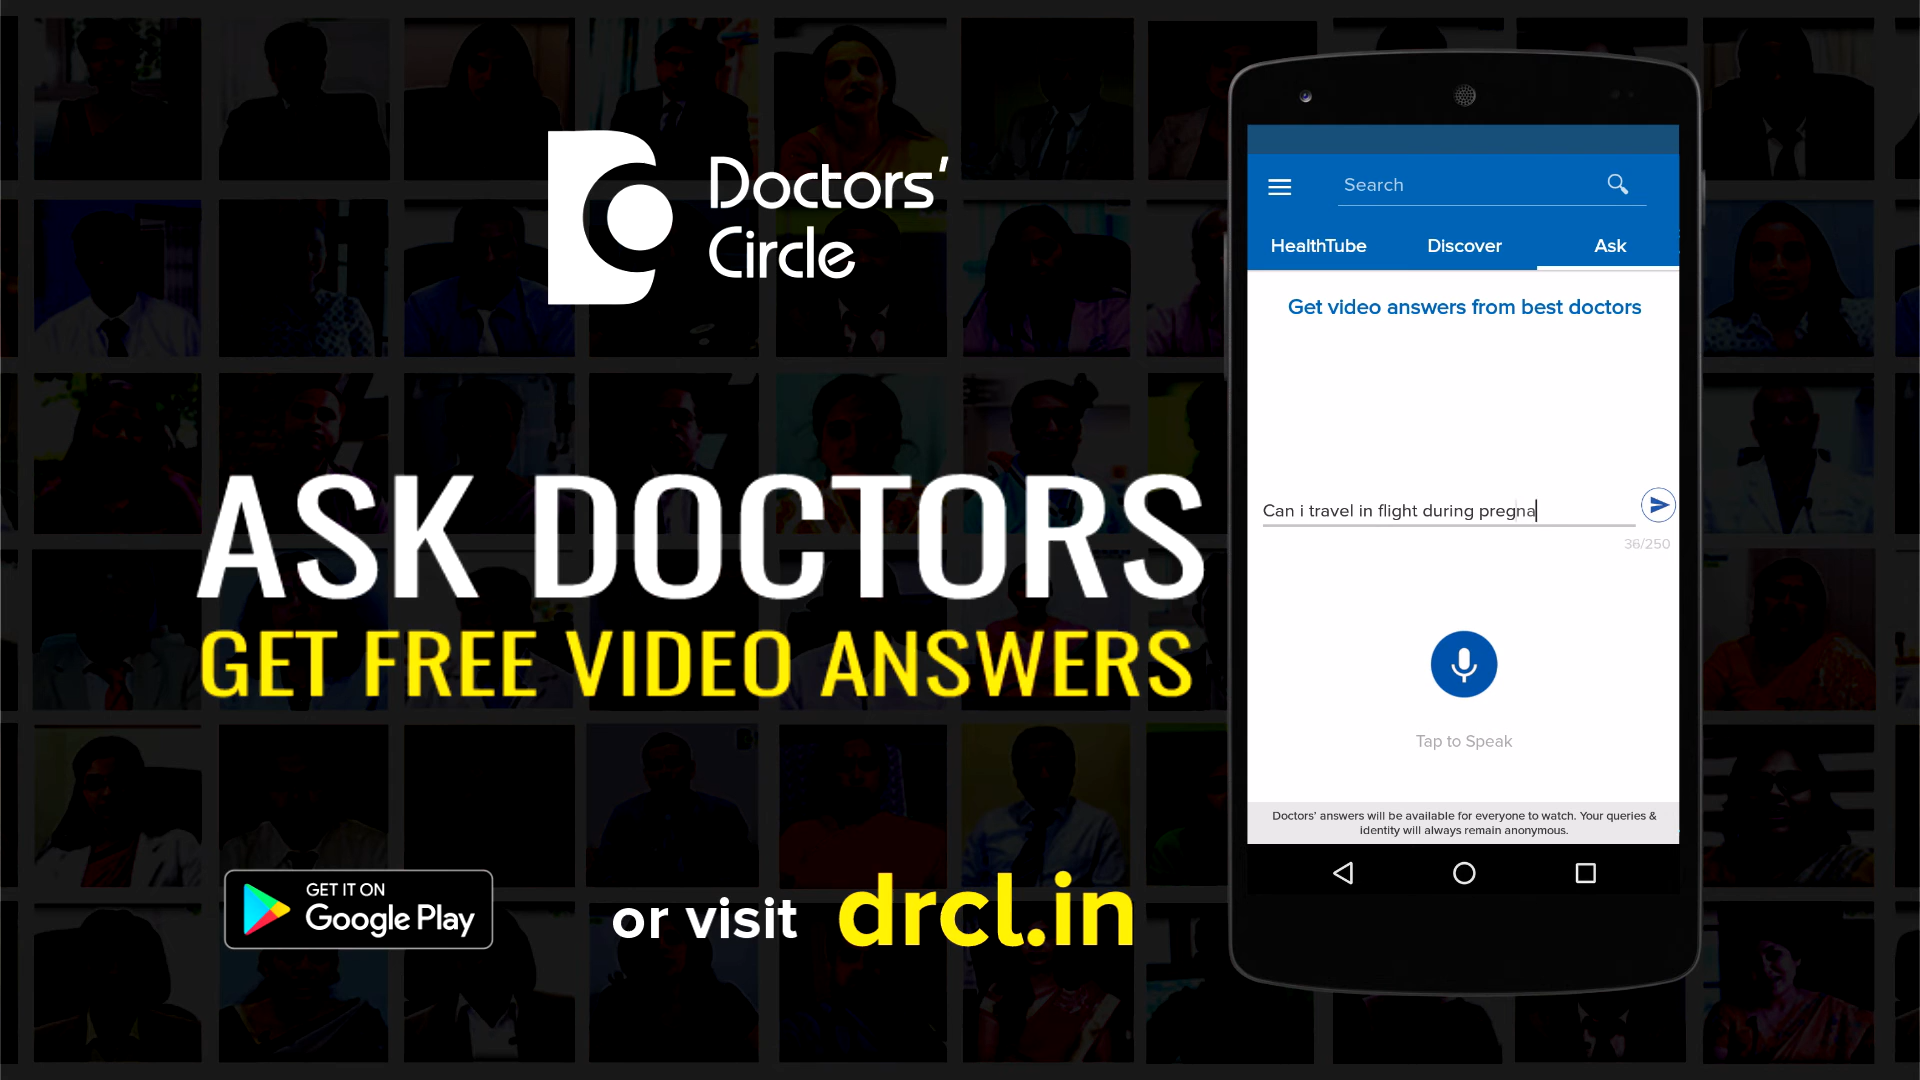 Doctors'
Circle
ASK DOCTORS
GET FREE VIDEO ANSWERS
GET IT ON
Google Play
or visit drcl.in
Search
HealthTube Discover Ask
Get video answers from best doctors
Can i travel in flight during pregna
36/250
Tap to Speak
Doctors' answers will be available for everyone to watch. Your queries &
identity will always remain anonymous.